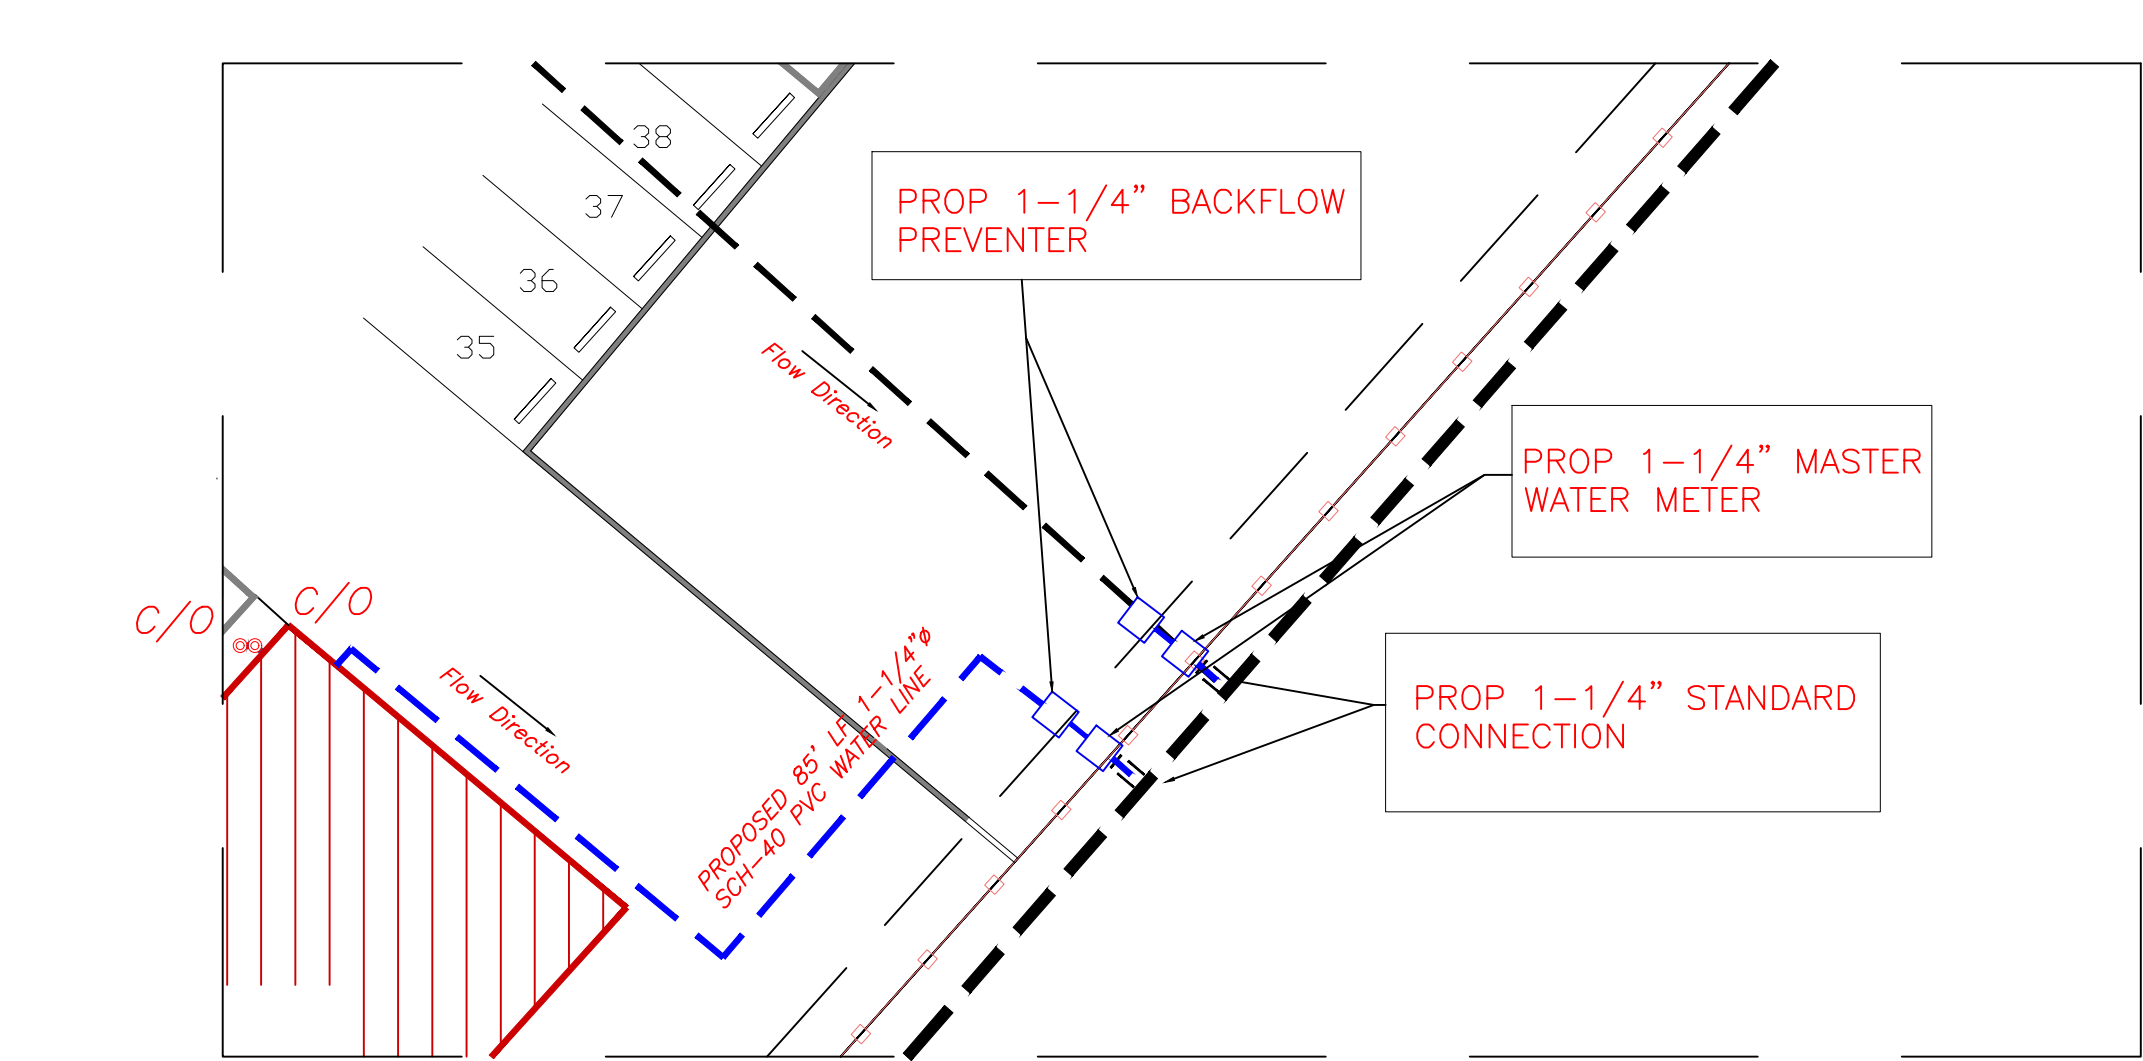 38
37
36
35
PROP 1-1/4" BACKFLOW
PREVENTER
Flow Direction
PROP 1-1/4" MASTER
WATER METER
C/O
C/O
Flow Direction
PROPOSED 85' LF 1-1/4"ø
SCH-40 PVC WATER LINE
PROP 1-1/4" STANDARD
CONNECTION